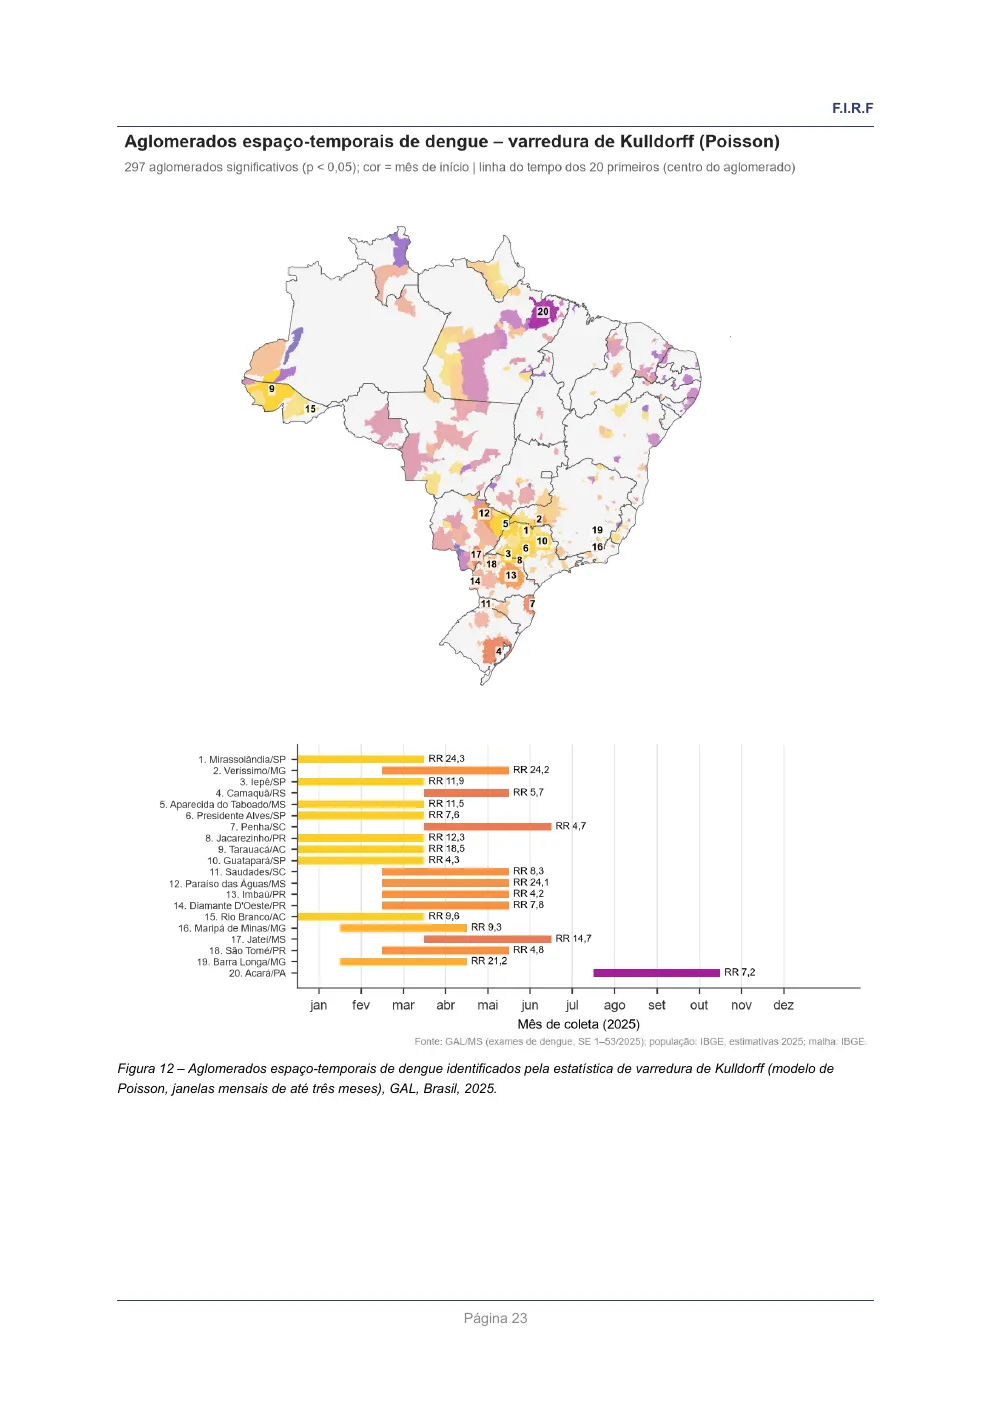 F.I.R.F
Aglomerados espaço-temporais de dengue – varredura de Kulldorff (Poisson)
297 aglomerados significativos (p < 0,05); cor = mês de início | linha do tempo dos 20 primeiros (centro do aglomerado)
20
9
15
12
5
2
1
19
10
16
6
17
3
8
18
13
14
11
7
4
1. Mirassolândia/SP RR 24,3
2. Veríssimo/MG RR 24,2
3. Iepê/SP RR 11,9
4. Camaquã/RS RR 5,7
5. Aparecida do Taboado/MS RR 11,5
6. Presidente Alves/SP RR 7,6
7. Penha/SC RR 4,7
8. Jacarezinho/PR RR 12,3
9. Tarauacá/AC RR 18,5
10. Guatapará/SP RR 4,3
11. Saudades/SC RR 8,3
12. Paraíso das Águas/MS RR 24,1
13. Imbaú/PR RR 4,2
14. Diamante D'Oeste/PR RR 7,8
15. Rio Branco/AC RR 9,6
16. Maripá de Minas/MG RR 9,3
17. Jateí/MS RR 14,7
18. São Tomé/PR RR 4,8
19. Barra Longa/MG RR 21,2
20. Acará/PA RR 7,2
jan fev mar abr mai jun jul ago set out nov dez
Mês de coleta (2025)
Fonte: GAL/MS (exames de dengue, SE 1–53/2025); população: IBGE, estimativas 2025; malha: IBGE.
Figura 12 – Aglomerados espaço-temporais de dengue identificados pela estatística de varredura de Kulldorff (modelo de
Poisson, janelas mensais de até três meses), GAL, Brasil, 2025.
Página 23